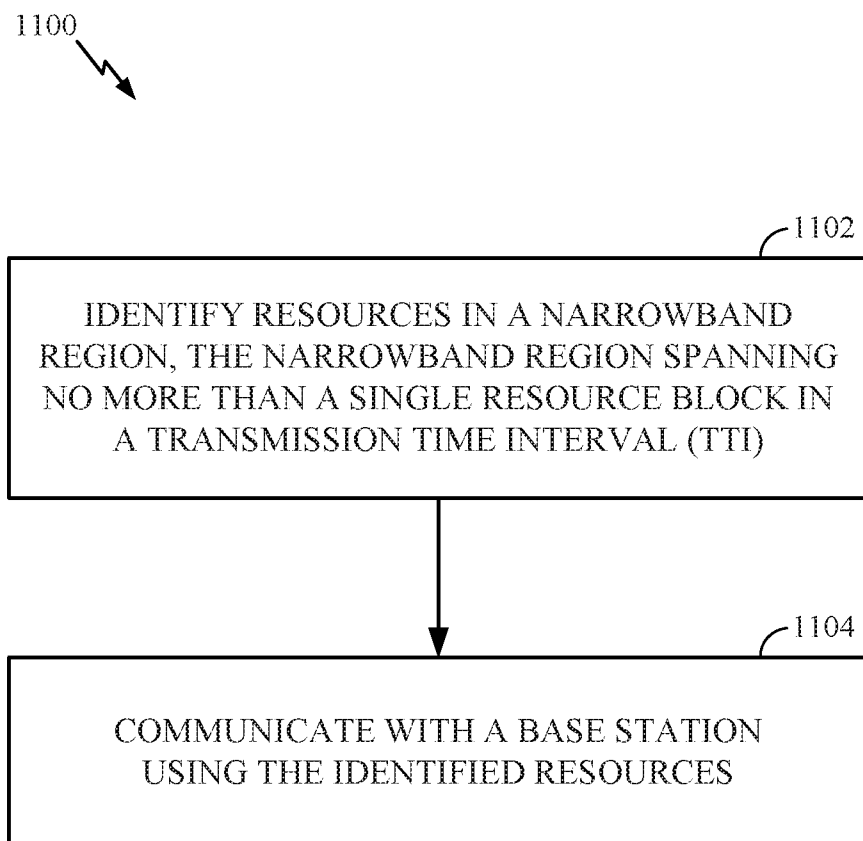 1100
1102
IDENTIFY RESOURCES IN A NARROWBAND
REGION, THE NARROWBAND REGION SPANNING
NO MORE THAN A SINGLE RESOURCE BLOCK IN
A TRANSMISSION TIME INTERVAL (TTI)
1104
COMMUNICATE WITH A BASE STATION
USING THE IDENTIFIED RESOURCES